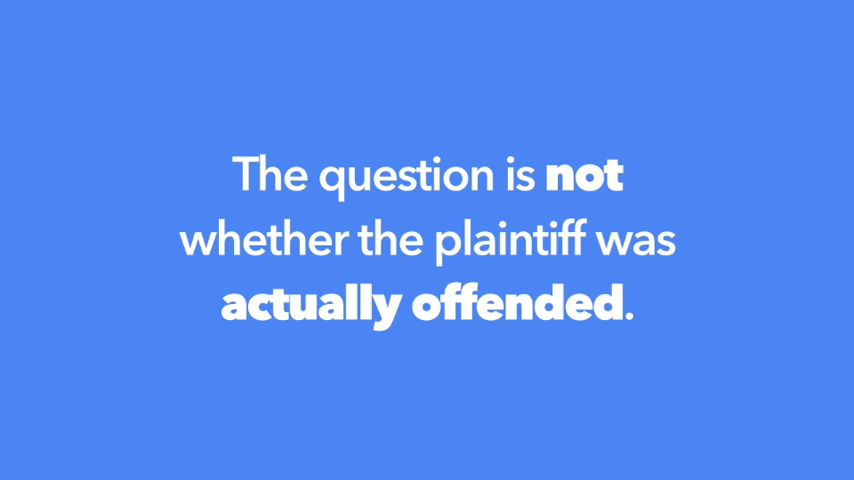 The question is not
whether the plaintiff was
actually offended.